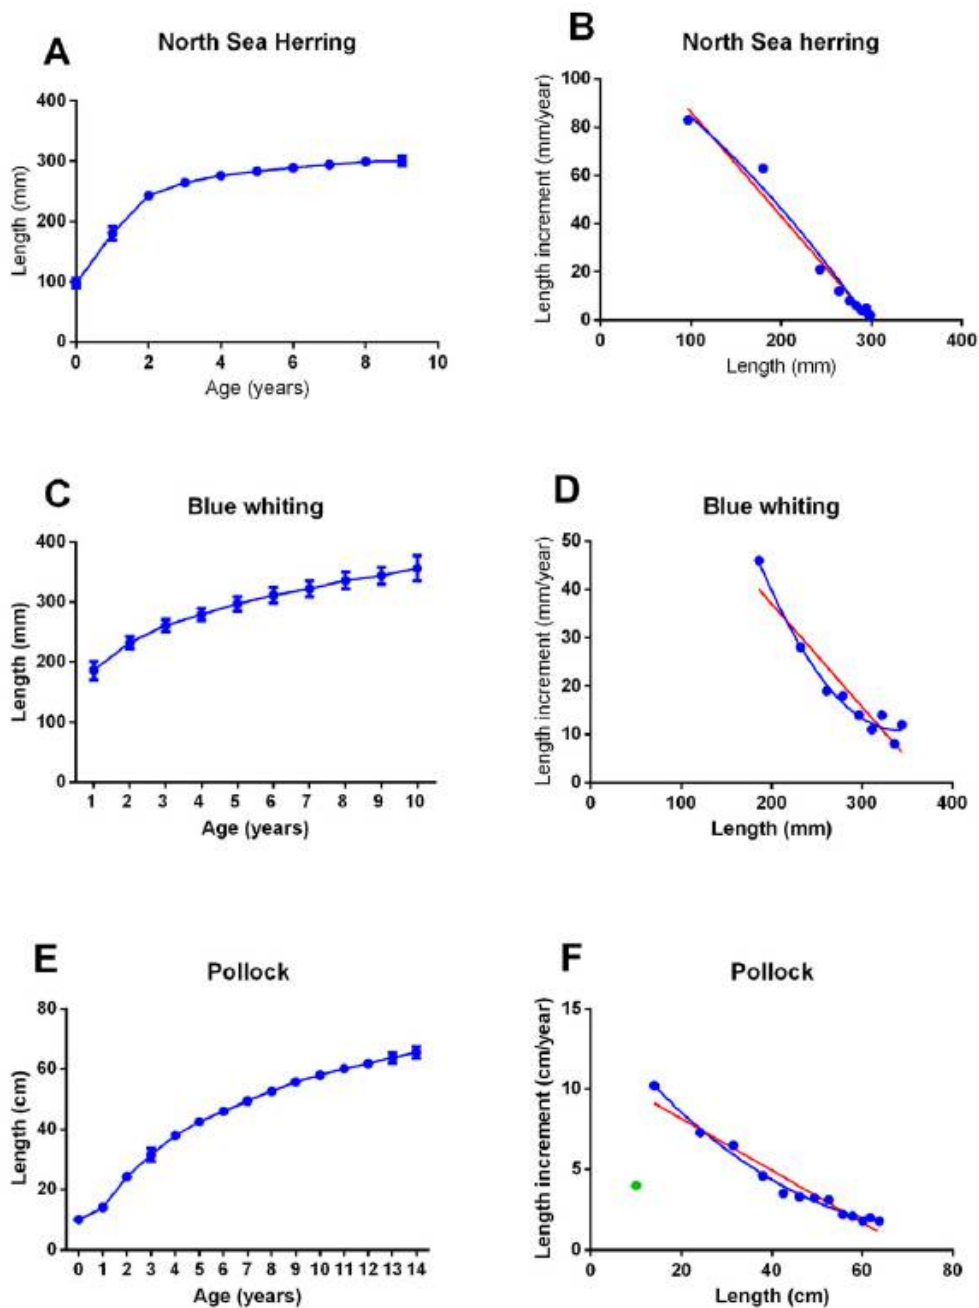 A
North Sea Herring
Length (mm)
400
300
200
100
0
0 2 4 6 8 10
Age (years)
B
North Sea herring
Length increment (mm/year)
100
80
60
40
20
0
0 100 200 300 400
Length (mm)
C
Blue whiting
Length (mm)
400
300
200
100
0
1 2 3 4 5 6 7 8 9 10
Age (years)
D
Blue whiting
Length increment (mm/year)
50
40
30
20
10
0
0 100 200 300 400
Length (mm)
E
Pollock
Length (cm)
80
60
40
20
0
0 1 2 3 4 5 6 7 8 9 10 11 12 13 14
Age (years)
F
Pollock
Length increment (cm/year)
15
10
5
0
0 20 40 60 80
Length (cm)